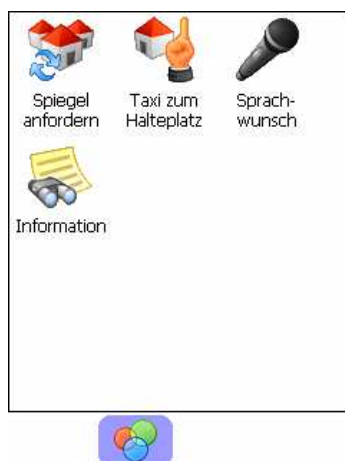 Spiegel anfordern
Taxi zum Halteplatz
Sprach-
wunsch
Information